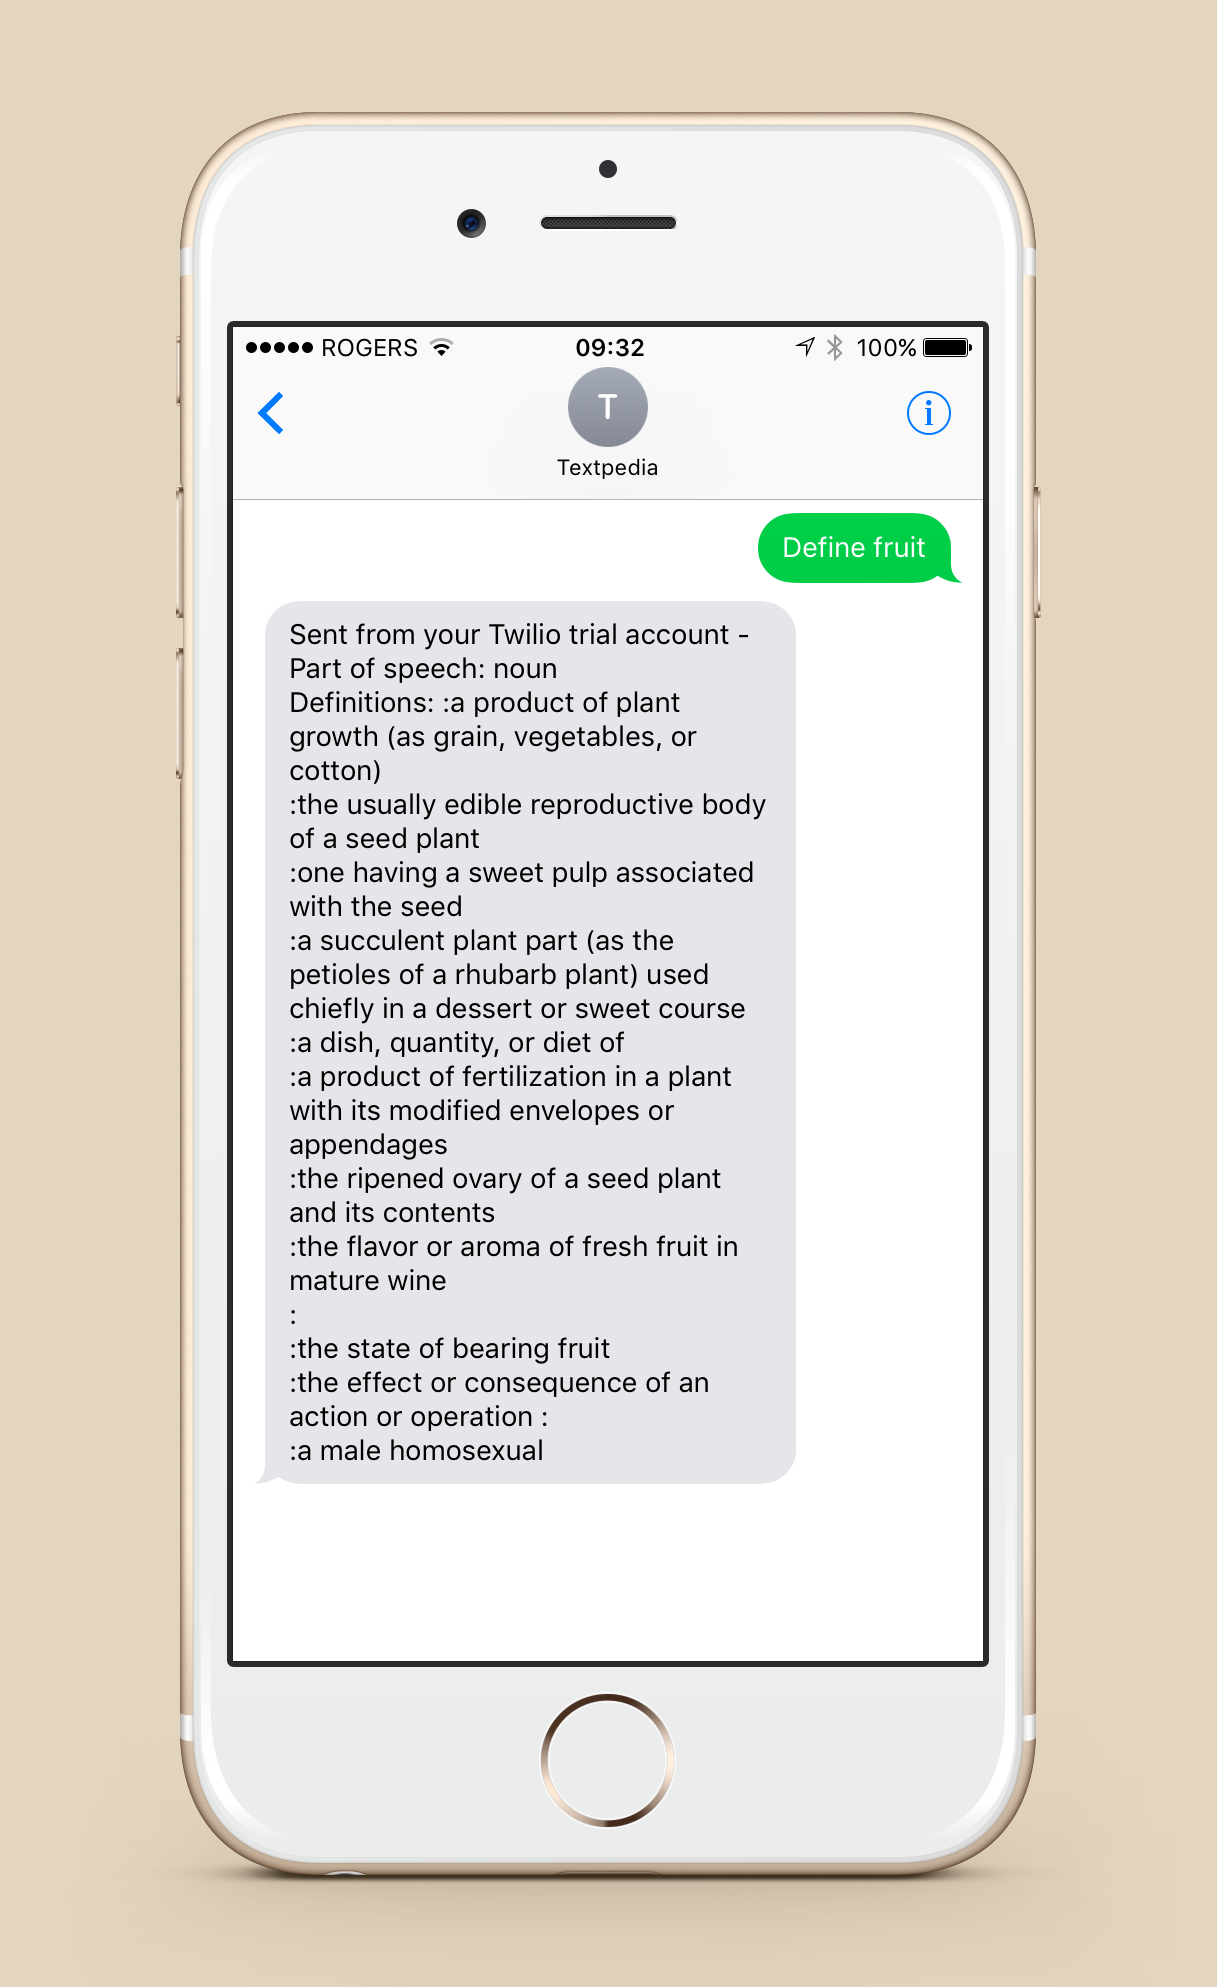 ROGERS 09:32 100%
T
Textpedia
Define fruit
Sent from your Twilio trial account -
Part of speech: noun
Definitions: :a product of plant
growth (as grain, vegetables, or
cotton)
:the usually edible reproductive body
of a seed plant
:one having a sweet pulp associated
with the seed
:a succulent plant part (as the
petioles of a rhubarb plant) used
chiefly in a dessert or sweet course
:a dish, quantity, or diet of
:a product of fertilization in a plant
with its modified envelopes or
appendages
:the ripened ovary of a seed plant
and its contents
:the flavor or aroma of fresh fruit in
mature wine
:
:the state of bearing fruit
:the effect or consequence of an
action or operation :
:a male homosexual